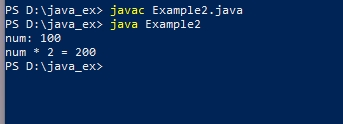 PS D:\java_ex> javac Example2.java
PS D:\java_ex> java Example2
num: 100
num * 2 = 200
PS D:\java_ex>